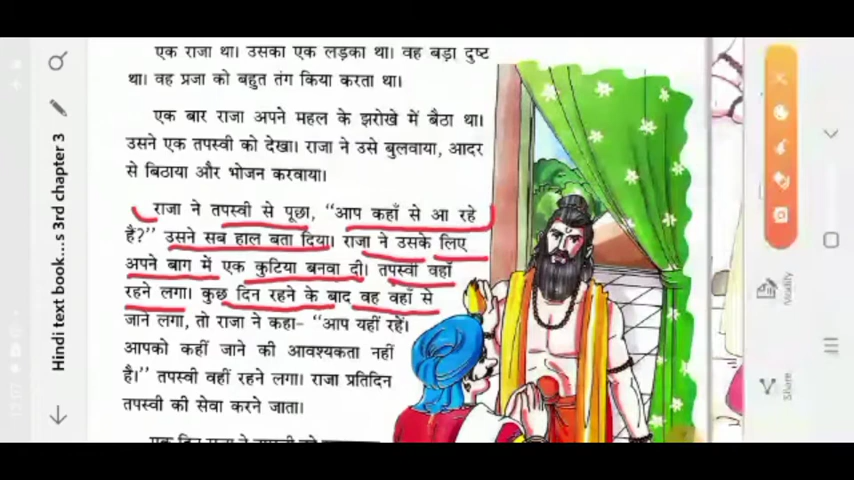 एक राजा था। उसका एक लड़का था। वह बड़ा दुष्ट
था। वह प्रजा को बहुत तंग किया करता था।
एक बार राजा अपने महल के झरोखे में बैठा था।
उसने एक तपस्वी को देखा। राजा ने उसे बुलवाया, आदर
से बिठाया और भोजन करवाया।
राजा ने तपस्वी से पूछा, “आप कहाँ से आ रहे
हैं?” उसने सब हाल बता दिया। राजा ने उसके लिए
अपने बाग में एक कुटिया बनवा दी। तपस्वी वहाँ
रहने लगा। कुछ दिन रहने के बाद वह वहाँ से
जाने लगा, तो राजा ने कहा– “आप यहीं रहें।
आपको कहीं जाने की आवश्यकता नहीं
है।” तपस्वी वहीं रहने लगा। राजा प्रतिदिन
तपस्वी की सेवा करने जाता।
Hindi text book...s 3rd chapter 3
Modify
Share